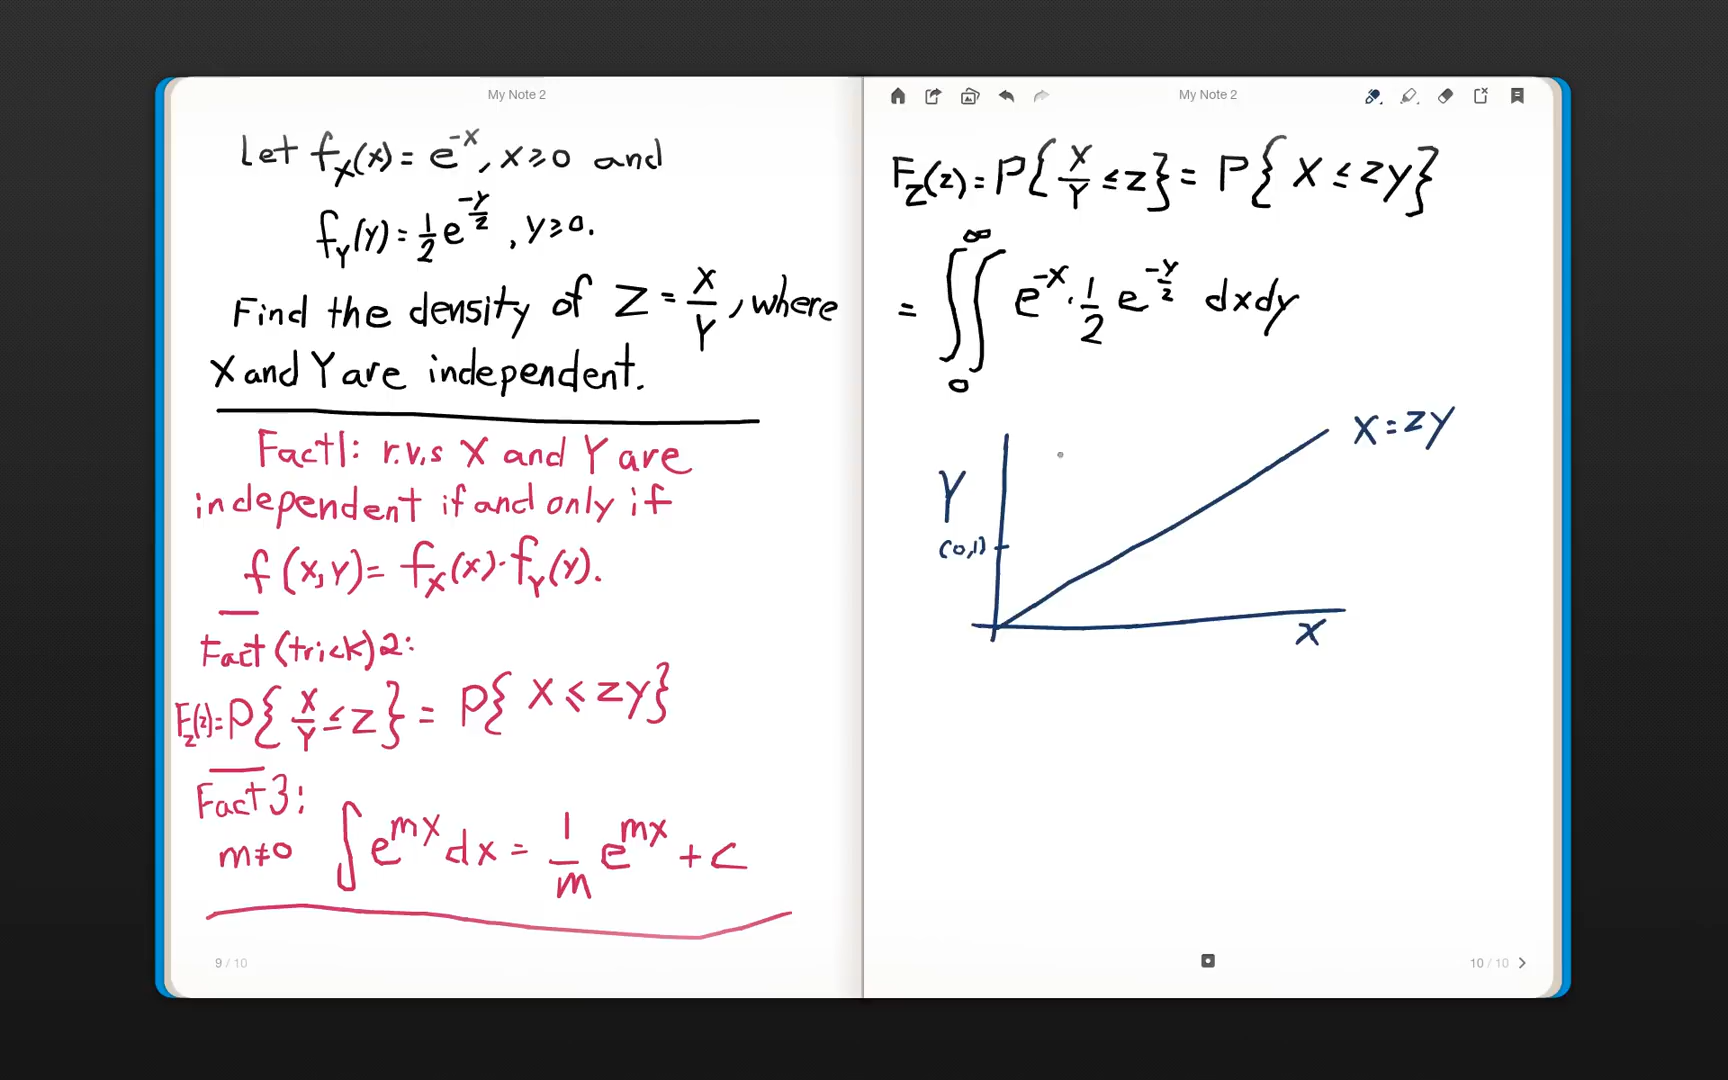 My Note 2
Let f_X(x) = e^{-x}, x ≥ 0 and
f_Y(y) = 1/2 e^{-y/2}, y ≥ 0.
Find the density of Z = X/Y, where
X and Y are independent.
Fact 1: r.v.s X and Y are
independent if and only if
f(x,y) = f_X(x) · f_Y(y).
Fact (trick) 2:
F_Z(z) = P{X/Y ≤ z} = P{X ≤ zY}
Fact 3:
m ≠ 0 ∫ e^{mx} dx = 1/m e^{mx} + c
9 / 10
My Note 2
F_Z(z) = P{X/Y ≤ z} = P{X ≤ zY}
= ∫_0^∞ ∫ e^{-x} · 1/2 e^{-y/2} dxdy
X = zY
Y
(0,1)
X
10 / 10